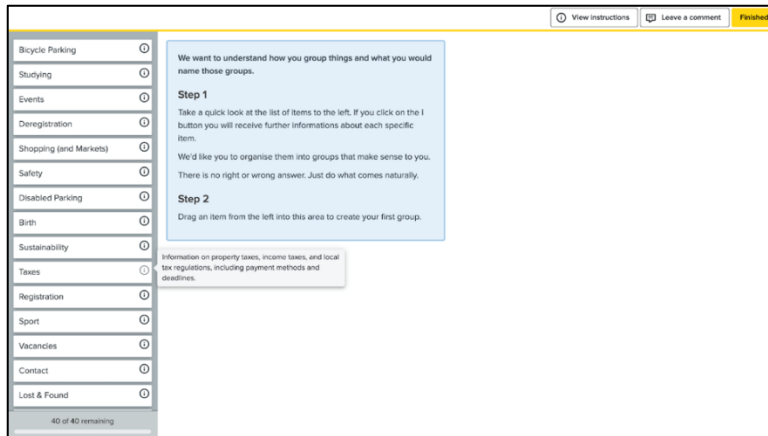 View instructions
Leave a comment
Finished
Bicycle Parking
Studying
Events
Deregistration
Shopping (and Markets)
Safety
Disabled Parking
Birth
Sustainability
Taxes
Registration
Sport
Vacancies
Contact
Lost & Found
40 of 40 remaining
We want to understand how you group things and what you would
name those groups.
Step 1
Take a quick look at the list of items to the left. If you click on the I
button you will receive further informations about each specific
item.
We'd like you to organise them into groups that make sense to you.
There is no right or wrong answer. Just do what comes naturally.
Step 2
Drag an item from the left into this area to create your first group.
Information on property taxes, income taxes, and local
tax regulations, including payment methods and
deadlines.